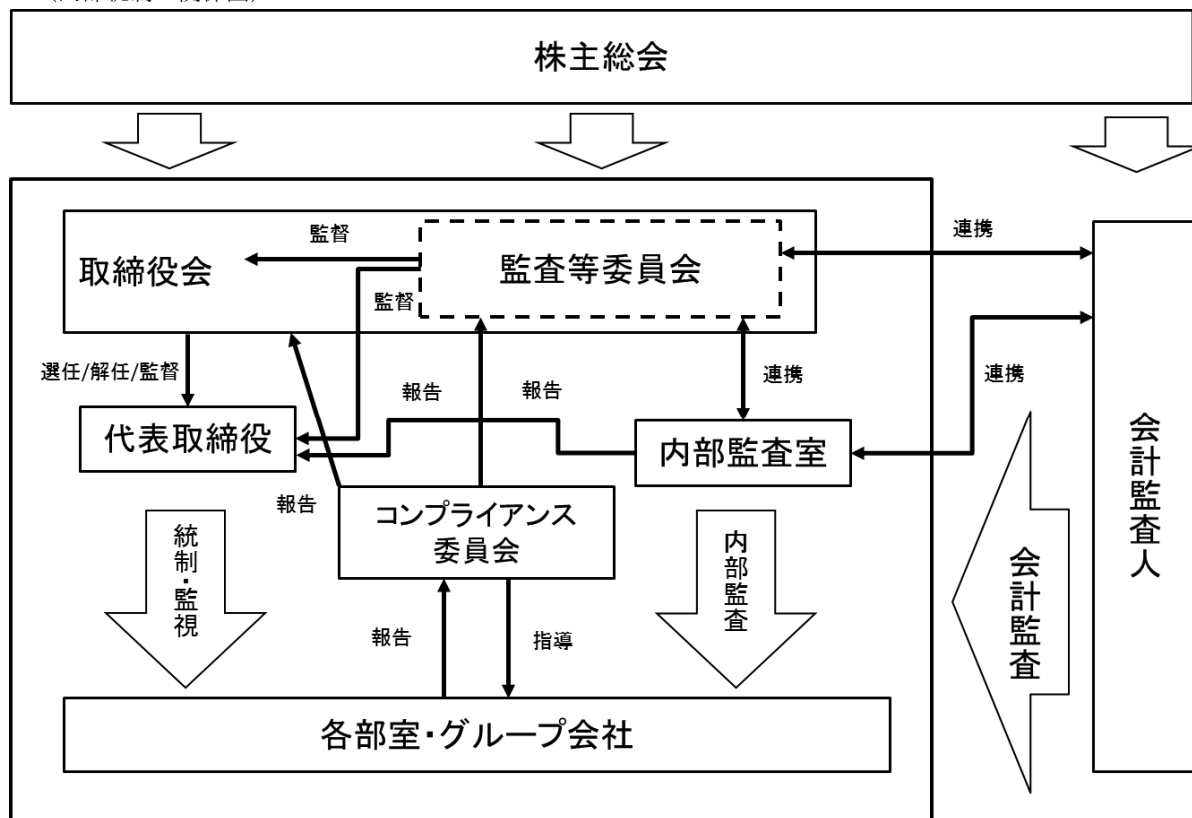 株主総会
連携
監督
取締役会
監査等委員会
監督
選任/解任/監督
報告
報告
連携
連携
代表取締役
内部監査室
会計監査人
報告
コンプライアンス
委員会
統制・監視
内部監査
会計監査
報告
指導
各部室・グループ会社